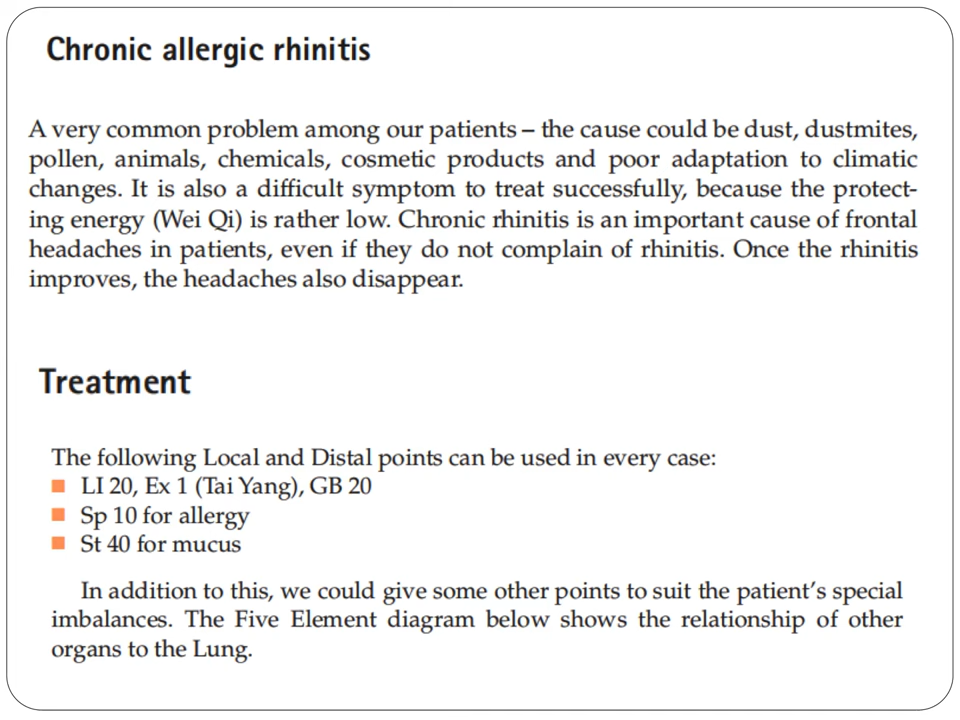 Chronic allergic rhinitis
A very common problem among our patients – the cause could be dust, dustmites,
pollen, animals, chemicals, cosmetic products and poor adaptation to climatic
changes. It is also a difficult symptom to treat successfully, because the protect-
ing energy (Wei Qi) is rather low. Chronic rhinitis is an important cause of frontal
headaches in patients, even if they do not complain of rhinitis. Once the rhinitis
improves, the headaches also disappear.
Treatment
The following Local and Distal points can be used in every case:
■ LI 20, Ex 1 (Tai Yang), GB 20
■ Sp 10 for allergy
■ St 40 for mucus
In addition to this, we could give some other points to suit the patient's special
imbalances. The Five Element diagram below shows the relationship of other
organs to the Lung.